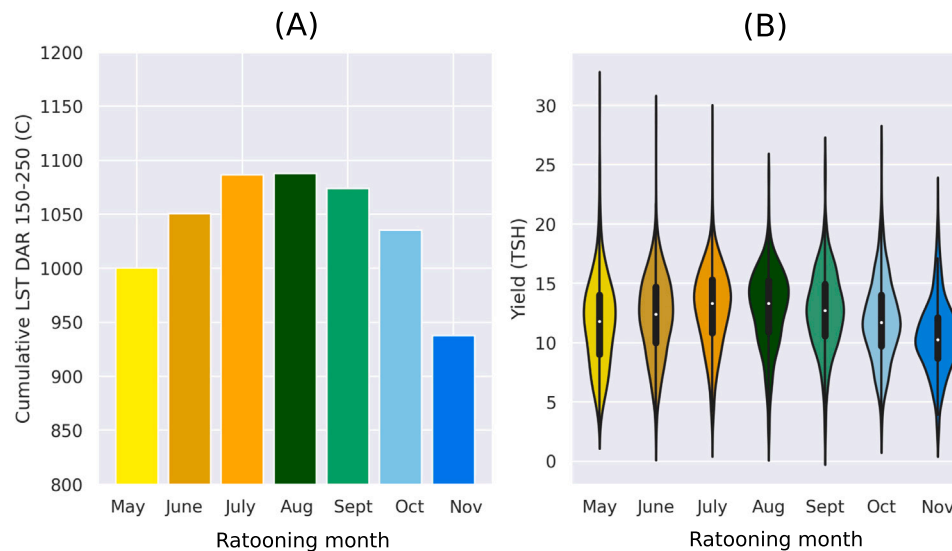 (A)
Cumulative LST DAR 150-250 (C)
1200
1150
1100
1050
1000
950
900
850
800
May June July Aug Sept Oct Nov
Ratooning month
(B)
Yield (TSH)
30
25
20
15
10
5
0
May June July Aug Sept Oct Nov
Ratooning month